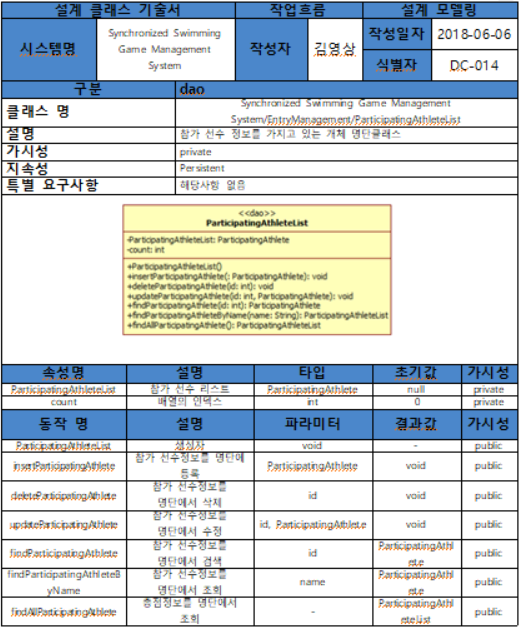 설계 클래스 기술서 작업흐름 설계 모델링
시스템명 Synchronized Swimming Game Management System 작성자 김영상 작성일자 2018-06-06
식별자 DC-014
구분 dao
클래스 명 Synchronized Swimming Game Management System/EntryManagement/ParticipatingAthleteList
설명 참가 선수 정보를 가지고 있는 개체 명단클래스
가시성 private
지속성 Persistent
특별 요구사항 해당사항 없음
<<dao>>
ParticipatingAthleteList
-ParticipatingAthleteList: ParticipatingAthlete
-count: int
+ParticipatingAthleteList()
+insertParticipatingAthlete(: ParticipatingAthlete): void
+deleteParticipatingAthlete(id: int): void
+updateParticipatingAthlete(id: int, ParticipatingAthlete): void
+findParticipatingAthlete(id: int): ParticipatingAthlete
+findParticipatingAthleteByName(name: String): ParticipatingAthleteList
+findAllParticipatingAthlete(): ParticipatingAthleteList
속성명 설명 타입 초기값 가시성
ParticipatingAthleteList 참가 선수 리스트 ParticipatingAthlete null private
count 배열의 인덱스 int 0 private
동작 명 설명 파라미터 결과값 가시성
ParticipatingAthleteList 생성자 void - public
insertParticipatingAthlete 참가 선수정보를 명단에 등록 ParticipatingAthlete void public
deleteParticipatingAthlete 참가 선수정보를 명단에서 삭제 id void public
updateParticipatingAthlete 참가 선수정보를 명단에서 수정 id, ParticipatingAthlete void public
findParticipatingAthlete 참가 선수정보를 명단에서 검색 id ParticipatingAthlete public
findParticipatingAthleteByName 참가 선수정보를 명단에서 조회 name ParticipatingAthlete public
findAllParticipatingAthlete 총점정보를 명단에서 조회 - ParticipatingAthleteList public